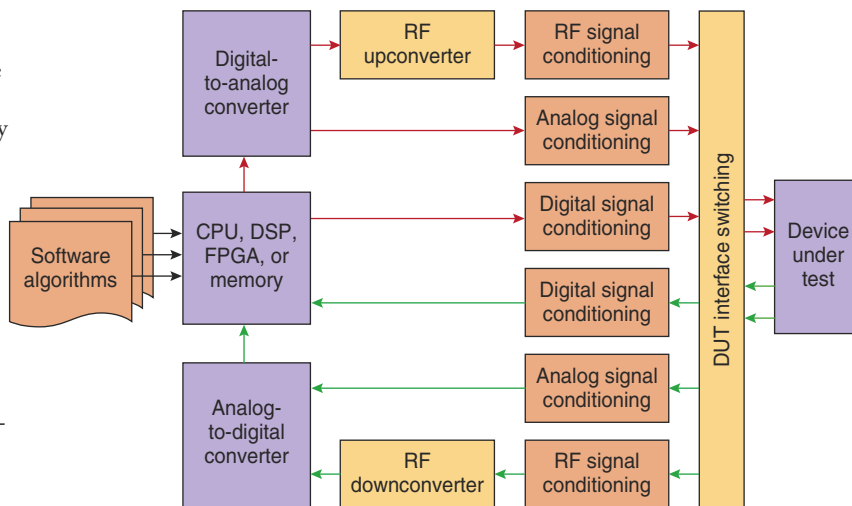 y
Digital-
to-analog
converter
RF
upconverter
RF signal
conditioning
Analog signal
conditioning
Software
algorithms
CPU, DSP,
FPGA, or
memory
Digital signal
conditioning
DUT interface switching
Device
under
test
Digital signal
conditioning
Analog-
to-digital
converter
Analog signal
conditioning
RF
downconverter
RF signal
conditioning
-